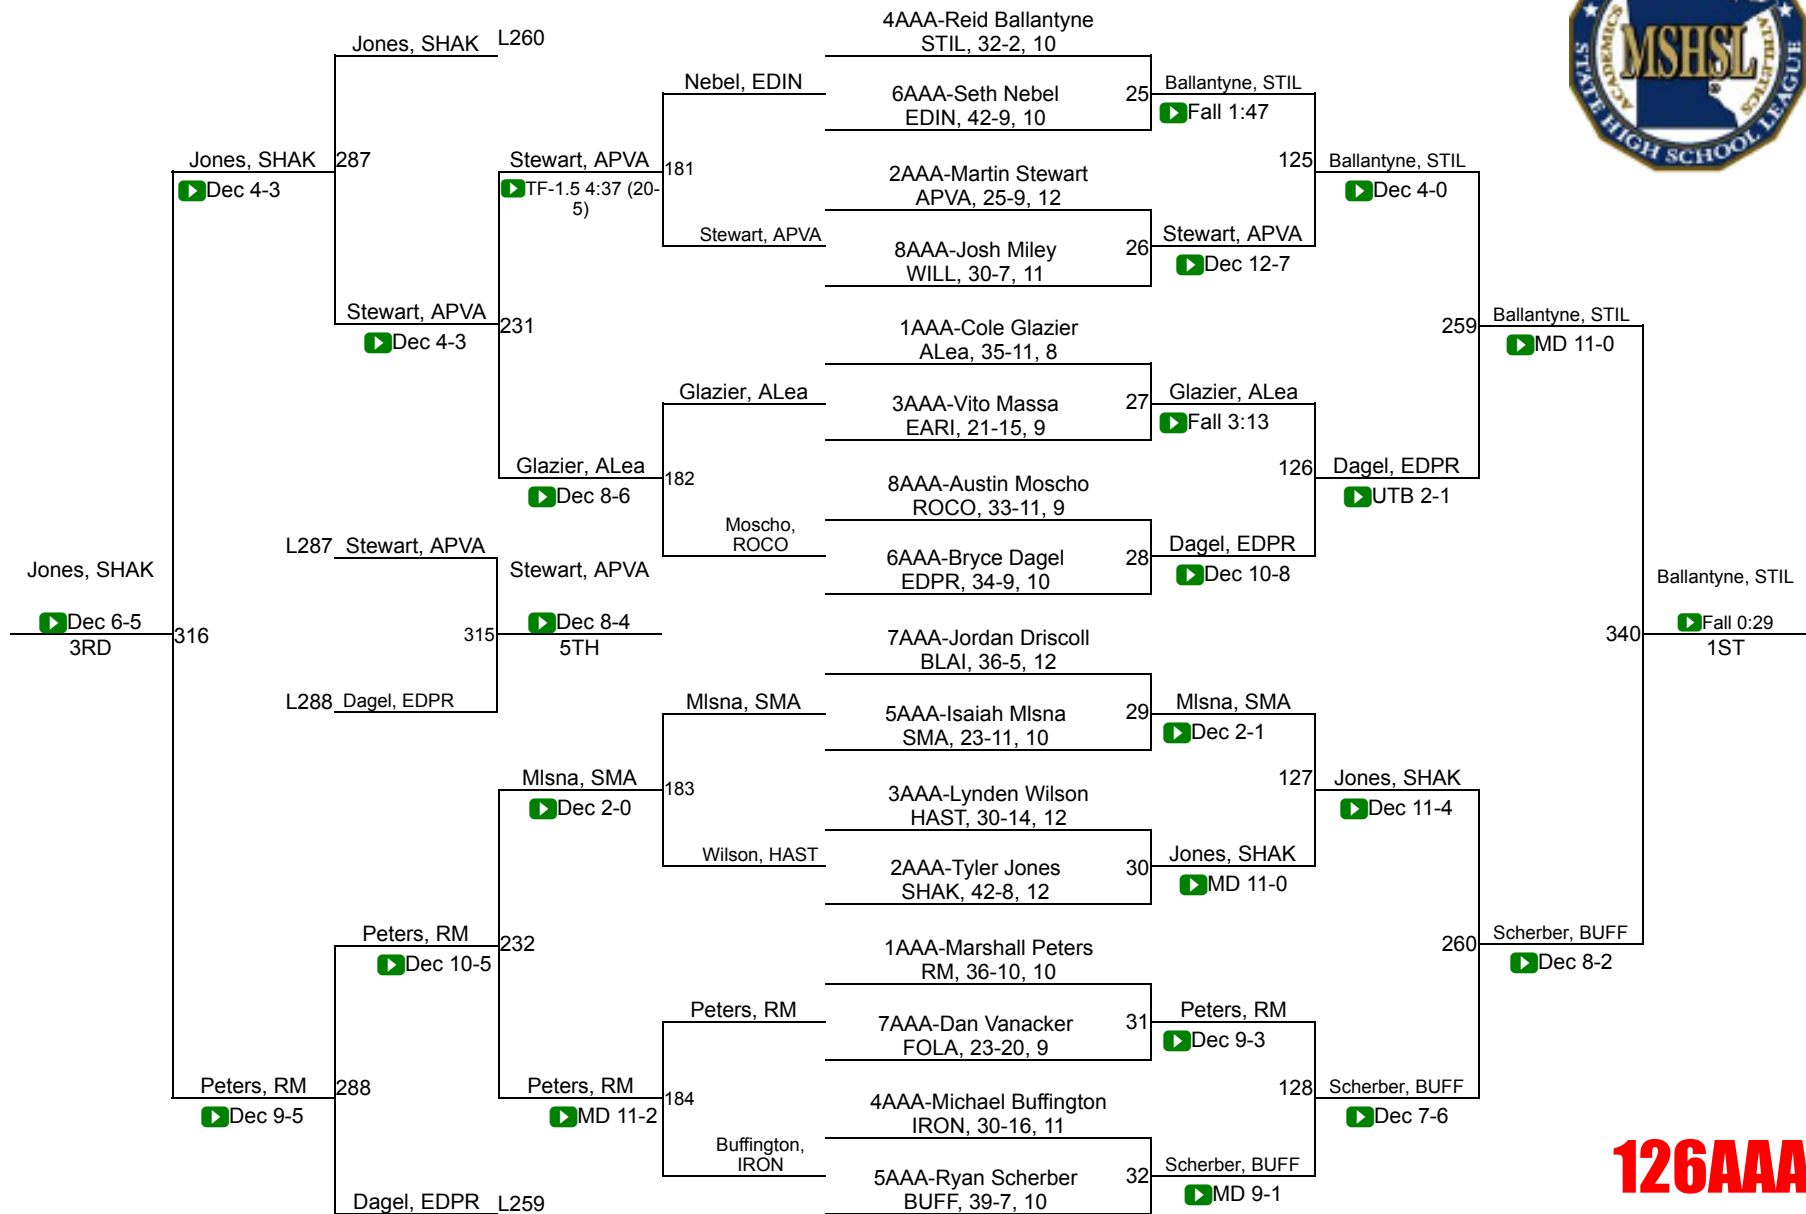 Jones, SHAK
L260
4AAA-Reid Ballantyne
STIL, 32-2, 10
Nebel, EDIN
6AAA-Seth Nebel
EDIN, 42-9, 10
25
Ballantyne, STIL
Fall 1:47
Jones, SHAK
Dec 4-3
287
Stewart, APVA
TF-1.5 4:37 (20-
5)
181
2AAA-Martin Stewart
APVA, 25-9, 12
125
Ballantyne, STIL
Dec 4-0
Stewart, APVA
8AAA-Josh Miley
WILL, 30-7, 11
26
Stewart, APVA
Dec 12-7
Stewart, APVA
Dec 4-3
231
1AAA-Cole Glazier
ALea, 35-11, 8
259
Ballantyne, STIL
MD 11-0
Glazier, ALea
3AAA-Vito Massa
EARI, 21-15, 9
27
Glazier, ALea
Fall 3:13
Glazier, ALea
Dec 8-6
182
8AAA-Austin Moscho
ROCO, 33-11, 9
126
Dagel, EDPR
UTB 2-1
Moscho,
ROCO
6AAA-Bryce Dagel
EDPR, 34-9, 10
28
Dagel, EDPR
Dec 10-8
L287
Stewart, APVA
Jones, SHAK
Dec 6-5
3RD
316
315
Stewart, APVA
Dec 8-4
5TH
7AAA-Jordan Driscoll
BLAI, 36-5, 12
340
Ballantyne, STIL
Fall 0:29
1ST
L288
Dagel, EDPR
Mlsna, SMA
5AAA-Isaiah Mlsna
SMA, 23-11, 10
29
Mlsna, SMA
Dec 2-1
Mlsna, SMA
Dec 2-0
183
3AAA-Lynden Wilson
HAST, 30-14, 12
127
Jones, SHAK
Dec 11-4
Wilson, HAST
2AAA-Tyler Jones
SHAK, 42-8, 12
30
Jones, SHAK
MD 11-0
Peters, RM
Dec 10-5
232
1AAA-Marshall Peters
RM, 36-10, 10
260
Scherber, BUFF
Dec 8-2
Peters, RM
7AAA-Dan Vanacker
FOLA, 23-20, 9
31
Peters, RM
Dec 9-3
Peters, RM
Dec 9-5
288
Peters, RM
MD 11-2
184
4AAA-Michael Buffington
IRON, 30-16, 11
128
Scherber, BUFF
Dec 7-6
Buffington,
IRON
5AAA-Ryan Scherber
BUFF, 39-7, 10
32
Scherber, BUFF
MD 9-1
Dagel, EDPR
L259
126AAA
MSHSL
ACADEMICS
ATHLETICS
STATE HIGH SCHOOL LEAGUE